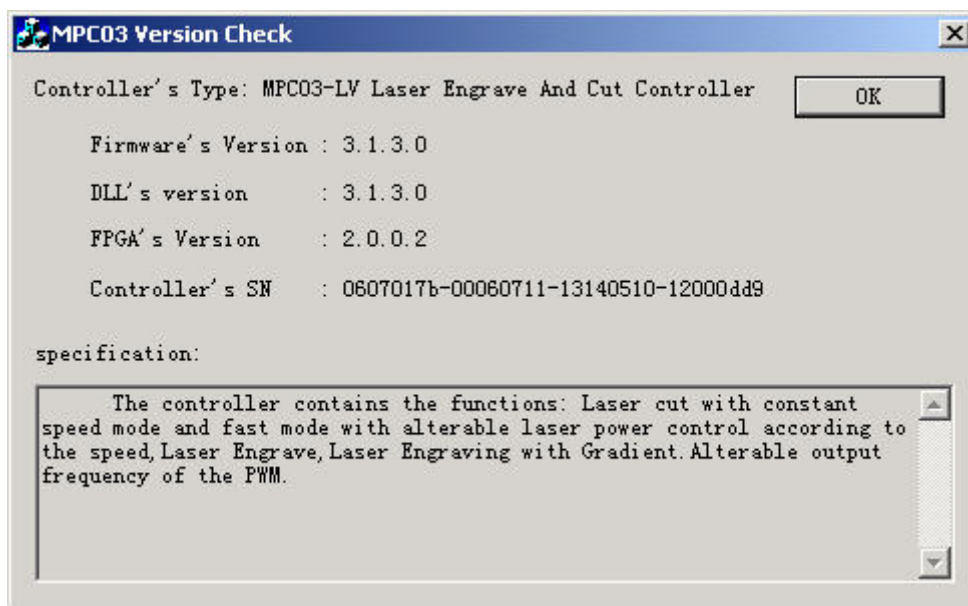 MPC03 Version Check
Controller's Type: MPC03-LV Laser Engrave And Cut Controller
OK
Firmware's Version : 3.1.3.0
DLL's version : 3.1.3.0
FPGA's Version : 2.0.0.2
Controller's SN : 0607017b-00060711-13140510-12000dd9
specification:
The controller contains the functions: Laser cut with constant
speed mode and fast mode with alterable laser power control according to
the speed,Laser Engrave,Laser Engraving with Gradient.Alterable output
frequency of the PWM.